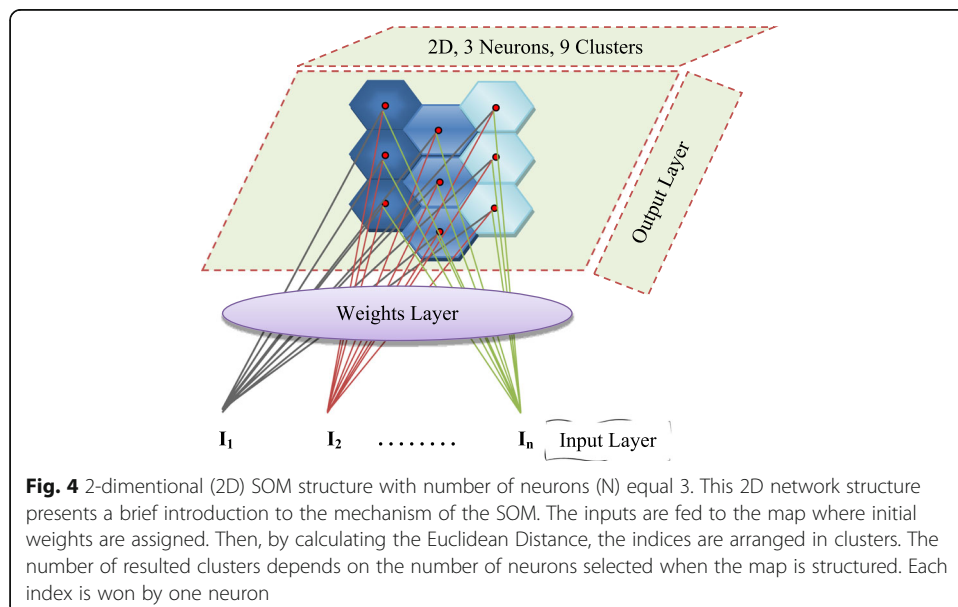 2D, 3 Neurons, 9 Clusters
Output Layer
Weights Layer
I1 I2 ........ In Input Layer
Fig. 4 2-dimentional (2D) SOM structure with number of neurons (N) equal 3. This 2D network structure
presents a brief introduction to the mechanism of the SOM. The inputs are fed to the map where initial
weights are assigned. Then, by calculating the Euclidean Distance, the indices are arranged in clusters. The
number of resulted clusters depends on the number of neurons selected when the map is structured. Each
index is won by one neuron